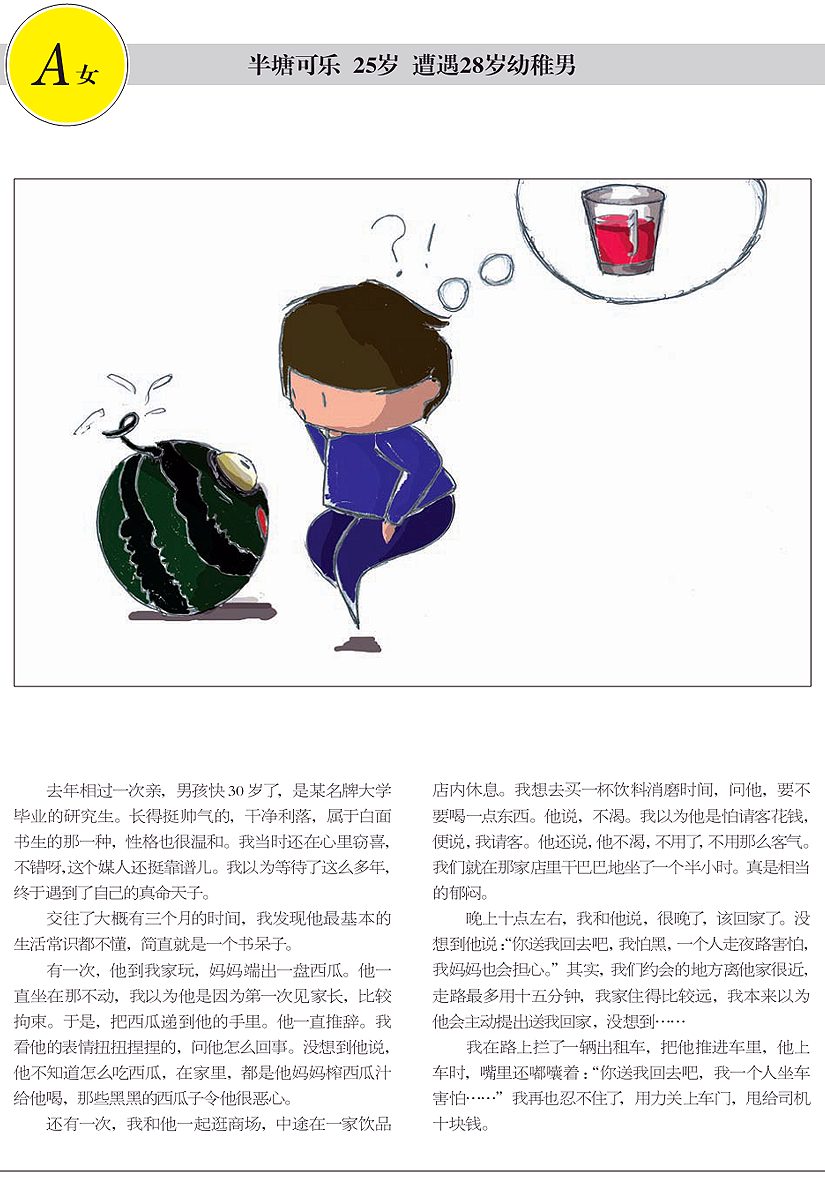 A女
半塘可乐 25岁 遭遇28岁幼稚男
?!
去年相过一次亲，男孩快30岁了，是某名牌大学
毕业的研究生。长得挺帅气的，干净利落，属于白面
书生的那一种，性格也很温和。我当时还在心里窃喜，
不错呀，这个媒人还挺靠谱儿。我以为等待了这么多年，
终于遇到了自己的真命天子。
交往了大概有三个月的时间，我发现他最基本的
生活常识都不懂，简直就是一个书呆子。
有一次，他到我家玩，妈妈端出一盘西瓜。他一
直坐在那不动，我以为他是因为第一次见家长，比较
拘束。于是，把西瓜递到他的手里。他一直推辞。我
看他的表情扭扭捏捏的，问他怎么回事。没想到他说，
他不知道怎么吃西瓜，在家里，都是他妈妈榨西瓜汁
给他喝，那些黑黑的西瓜子令他很恶心。
还有一次，我和他一起逛商场，中途在一家饮品
店内休息。我想去买一杯饮料消磨时间，问他，要不
要喝一点东西。他说，不渴。我以为他是怕请客花钱，
便说，我请客。他还说，他不渴，不用了，不用那么客气。
我们就在那家店里干巴巴地坐了一个半小时。真是相当
的郁闷。
晚上十点左右，我和他说，很晚了，该回家了。没
想到他说：“你送我回去吧，我怕黑，一个人走夜路害怕，
我妈妈也会担心。”其实，我们约会的地方离他家很近，
走路最多用十五分钟，我家住得比较远，我本来以为
他会主动提出送我回家，没想到……
我在路上拦了一辆出租车，把他推进车里，他上
车时，嘴里还嘟囔着：“你送我回去吧，我一个人坐车
害怕……”我再也忍不住了，用力关上车门，甩给司机
十块钱。